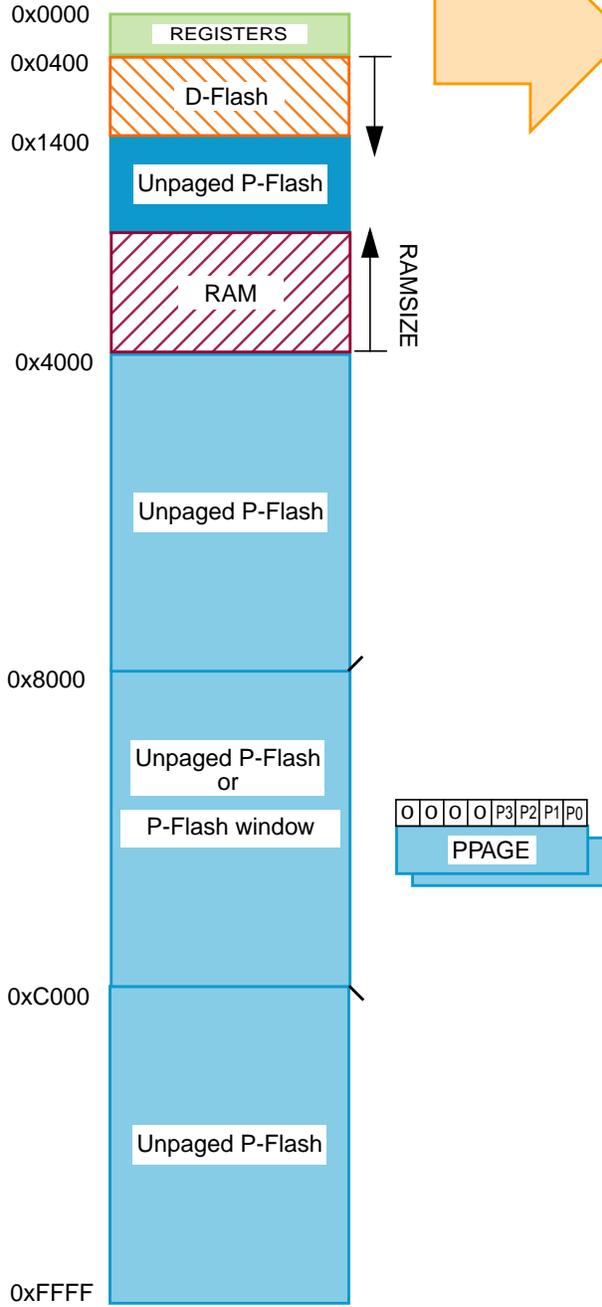 0x0000
REGISTERS
0x0400
D-Flash
0x1400
Unpaged P-Flash
RAM
RAMSIZE
0x4000
Unpaged P-Flash
0x8000
Unpaged P-Flash
or
P-Flash window
0 0 0 0 P3 P2 P1 P0
PPAGE
0xC000
Unpaged P-Flash
0xFFFF